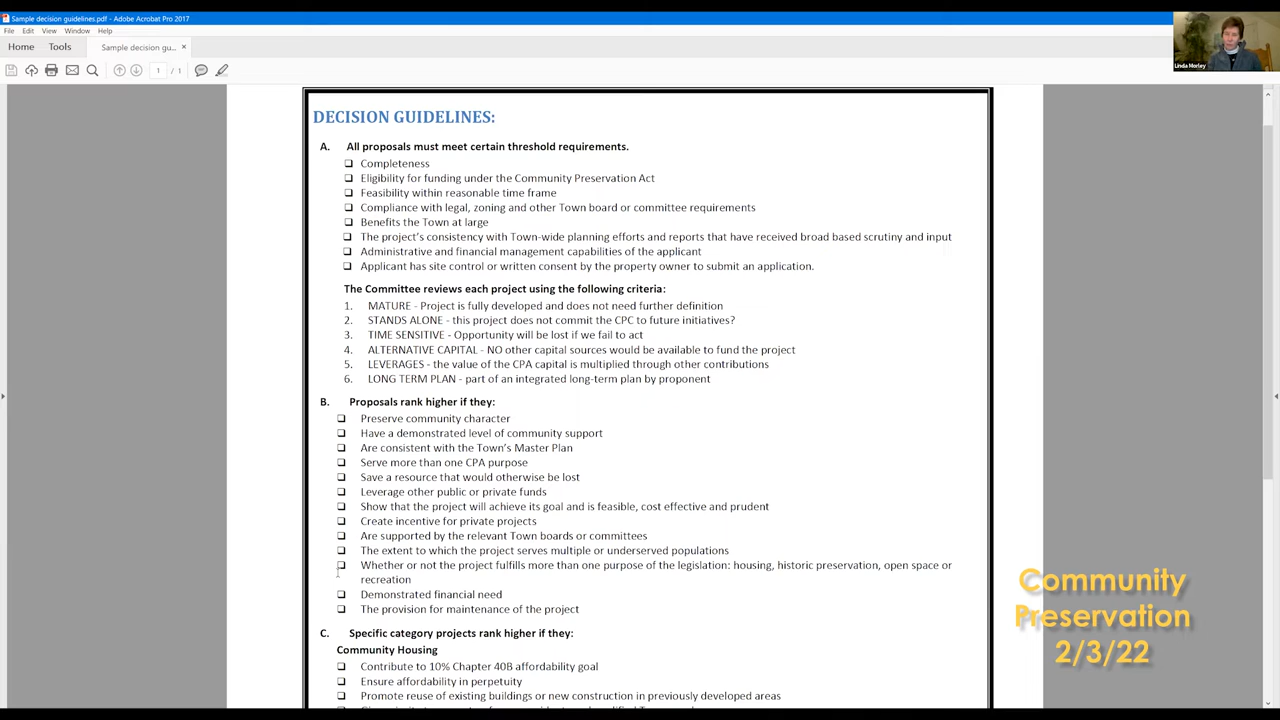 Sample decision guidelines.pdf - Adobe Acrobat Pro 2017
File Edit View Window Help
Home Tools Sample decision gu... ×
1 / 1
Linda Morley
DECISION GUIDELINES:
A. All proposals must meet certain threshold requirements.
Completeness
Eligibility for funding under the Community Preservation Act
Feasibility within reasonable time frame
Compliance with legal, zoning and other Town board or committee requirements
Benefits the Town at large
The project's consistency with Town-wide planning efforts and reports that have received broad based scrutiny and input
Administrative and financial management capabilities of the applicant
Applicant has site control or written consent by the property owner to submit an application.
The Committee reviews each project using the following criteria:
1. MATURE - Project is fully developed and does not need further definition
2. STANDS ALONE - this project does not commit the CPC to future initiatives?
3. TIME SENSITIVE - Opportunity will be lost if we fail to act
4. ALTERNATIVE CAPITAL - NO other capital sources would be available to fund the project
5. LEVERAGES - the value of the CPA capital is multiplied through other contributions
6. LONG TERM PLAN - part of an integrated long-term plan by proponent
B. Proposals rank higher if they:
Preserve community character
Have a demonstrated level of community support
Are consistent with the Town's Master Plan
Serve more than one CPA purpose
Save a resource that would otherwise be lost
Leverage other public or private funds
Show that the project will achieve its goal and is feasible, cost effective and prudent
Create incentive for private projects
Are supported by the relevant Town boards or committees
The extent to which the project serves multiple or underserved populations
Whether or not the project fulfills more than one purpose of the legislation: housing, historic preservation, open space or
recreation
Demonstrated financial need
The provision for maintenance of the project
C. Specific category projects rank higher if they:
Community Housing
Contribute to 10% Chapter 40B affordability goal
Ensure affordability in perpetuity
Promote reuse of existing buildings or new construction in previously developed areas
Community
Preservation
2/3/22